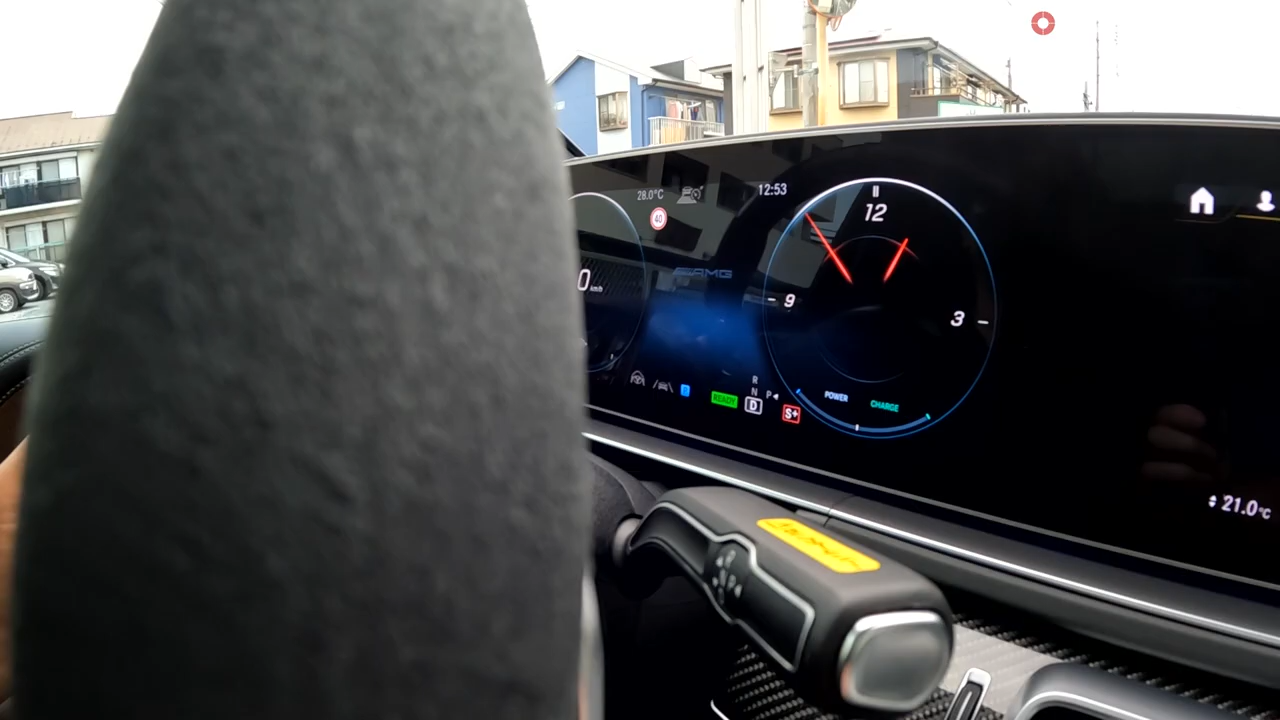 28.0°C
12:53
40
12
AMG
0 km/h
9
3
R
N
P
READY
D
S+
POWER
CHARGE
21.0°C